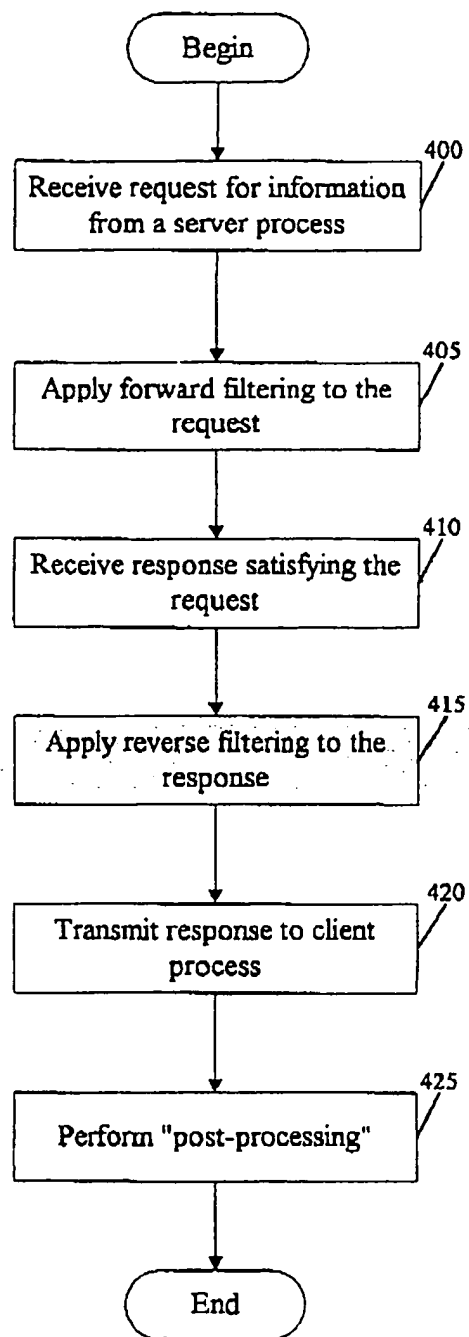 Begin
400
Receive request for information
from a server process
405
Apply forward filtering to the
request
410
Receive response satisfying the
request
415
Apply reverse filtering to the
response
420
Transmit response to client
process
425
Perform "post-processing"
End